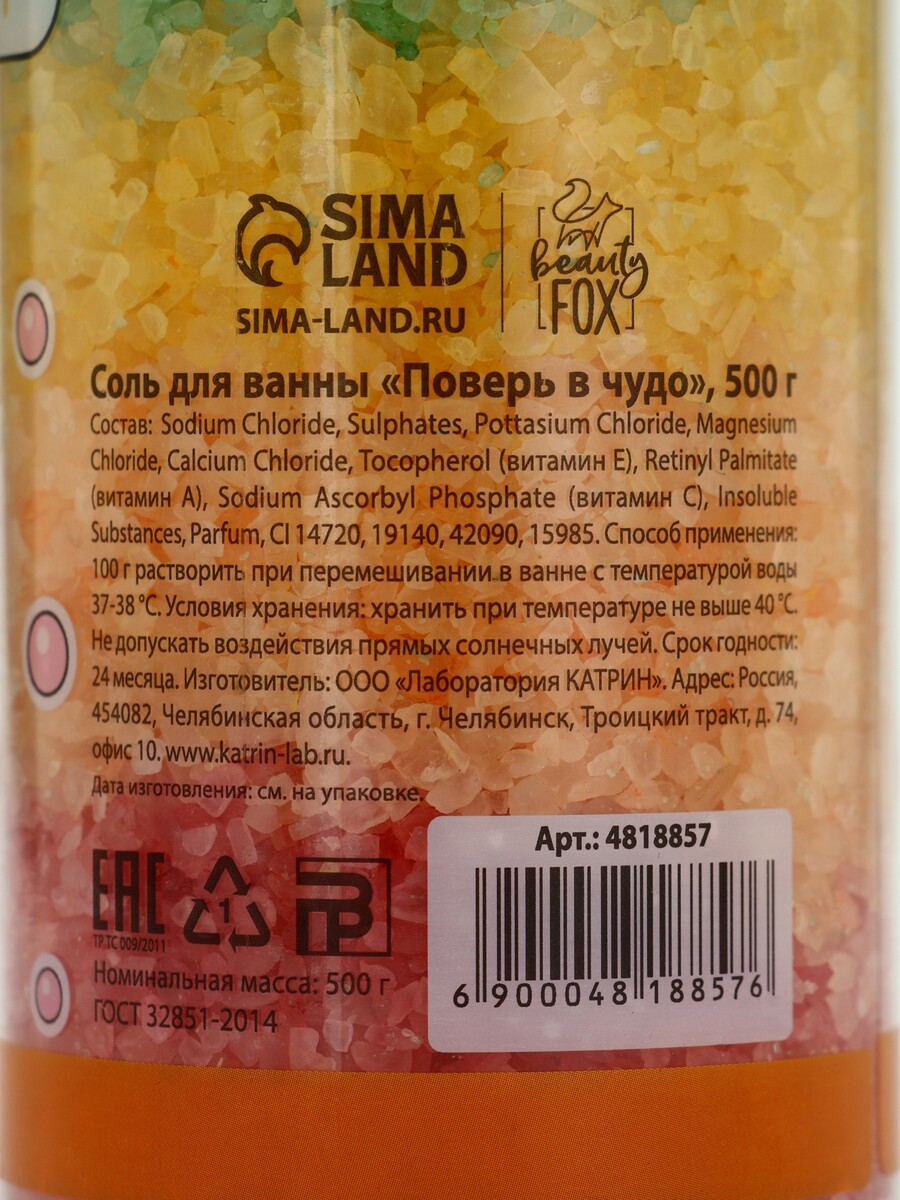 SIMA
LAND
SIMA-LAND.RU
beauty
FOX
Соль для ванны «Поверь в чудо», 500 г
Состав: Sodium Chloride, Sulphates, Pottasium Chloride, Magnesium
Chloride, Calcium Chloride, Tocopherol (витамин Е), Retinyl Palmitate
(витамин А), Sodium Ascorbyl Phosphate (витамин С), Insoluble
Substances, Parfum, CI 14720, 19140, 42090, 15985. Способ применения:
100 г растворить при перемешивании в ванне с температурой воды
37-38 °C. Условия хранения: хранить при температуре не выше 40 °C.
Не допускать воздействия прямых солнечных лучей. Срок годности:
24 месяца. Изготовитель: ООО «Лаборатория КАТРИН». Адрес: Россия,
454082, Челябинская область, г. Челябинск, Троицкий тракт, д. 74,
офис 10. www.katrin-lab.ru.
Дата изготовления: см. на упаковке.
Арт.: 4818857
6 900048 188576
EAC
ТР ТС 009/2011
1
Номинальная масса: 500 г
ГОСТ 32851-2014